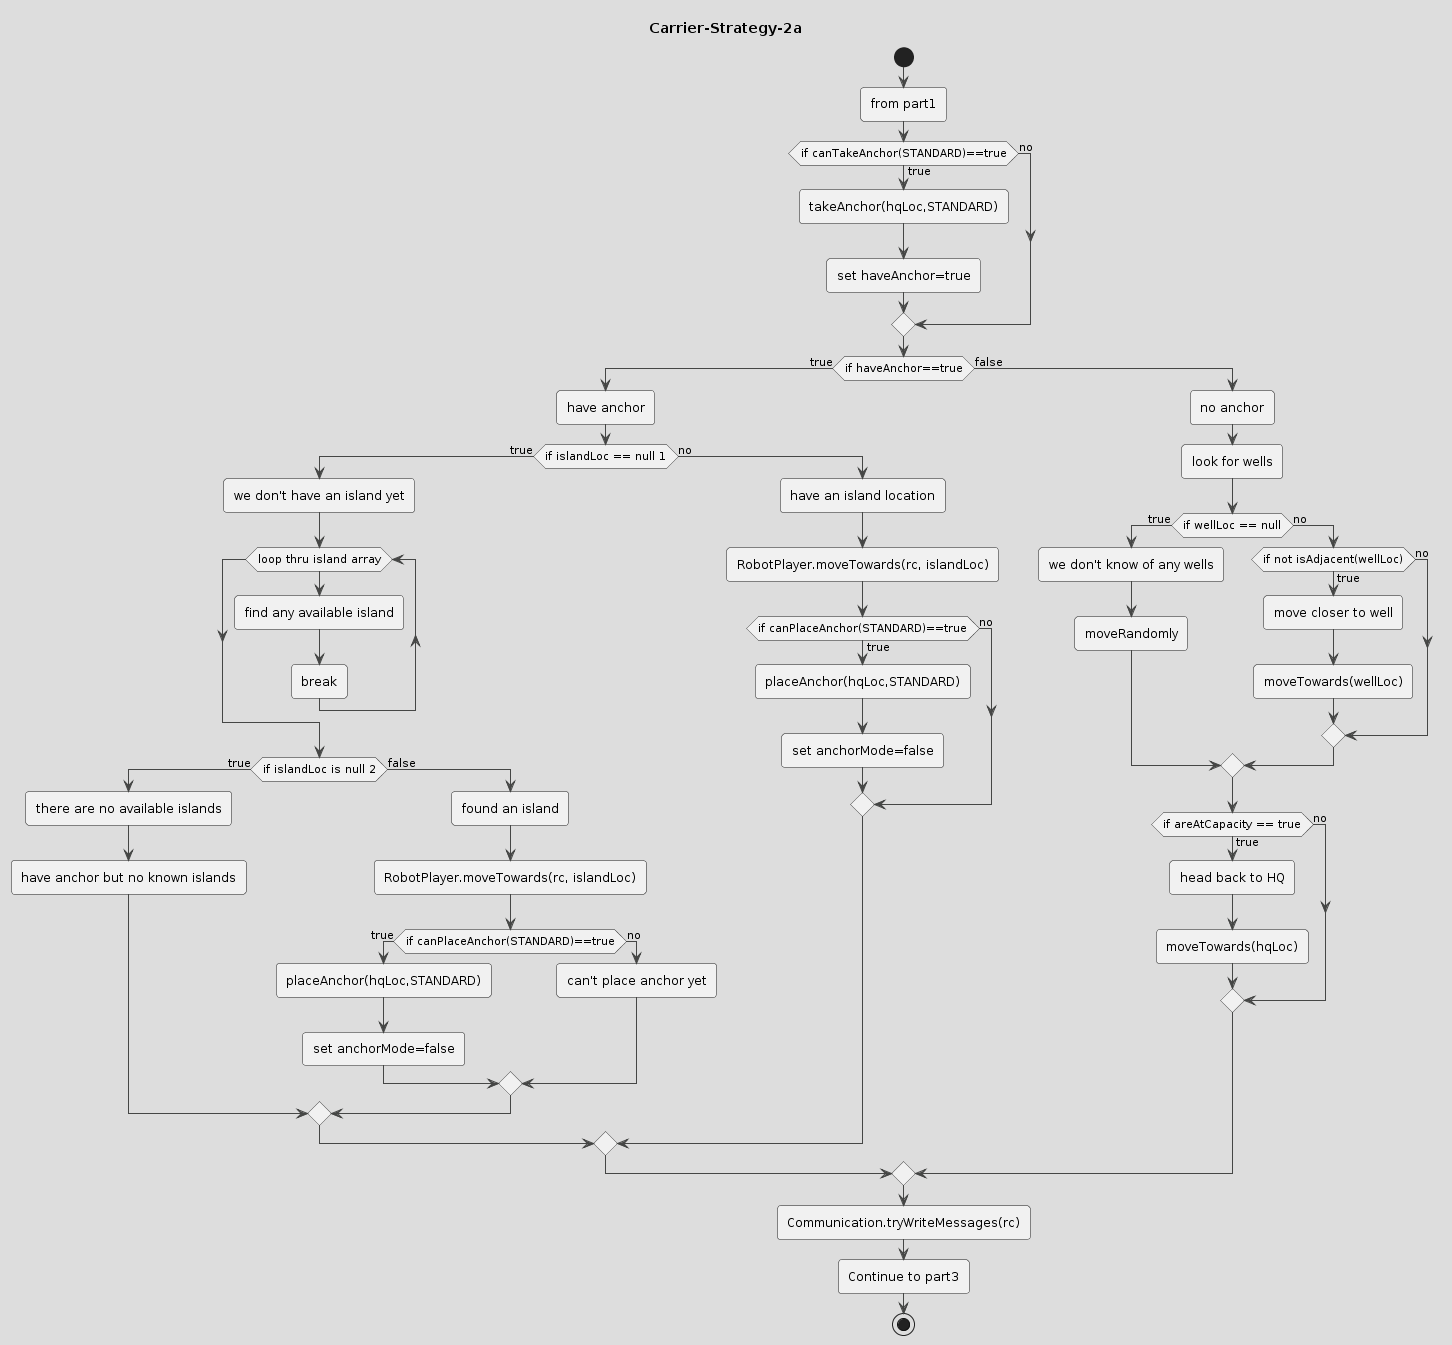 Carrier-Strategy-2a
from part1
if canTakeAnchor(STANDARD)==true
no
true
takeAnchor(hqLoc,STANDARD)
set haveAnchor=true
true
if haveAnchor==true
false
have anchor
true
if islandLoc == null 1
no
we don't have an island yet
loop thru island array
find any available island
break
true
if islandLoc is null 2
false
there are no available islands
have anchor but no known islands
found an island
RobotPlayer.moveTowards(rc, islandLoc)
true
if canPlaceAnchor(STANDARD)==true
no
placeAnchor(hqLoc,STANDARD)
set anchorMode=false
can't place anchor yet
have an island location
RobotPlayer.moveTowards(rc, islandLoc)
if canPlaceAnchor(STANDARD)==true
no
true
placeAnchor(hqLoc,STANDARD)
set anchorMode=false
no anchor
look for wells
true
if wellLoc == null
no
we don't know of any wells
moveRandomly
if not isAdjacent(wellLoc)
no
true
move closer to well
moveTowards(wellLoc)
if areAtCapacity == true
no
true
head back to HQ
moveTowards(hqLoc)
Communication.tryWriteMessages(rc)
Continue to part3